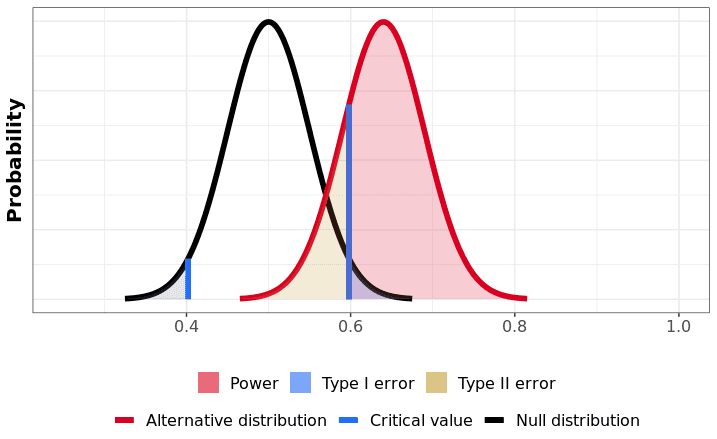 Probability
0.4 0.6 0.8 1.0
Power Type I error Type II error
Alternative distribution Critical value Null distribution